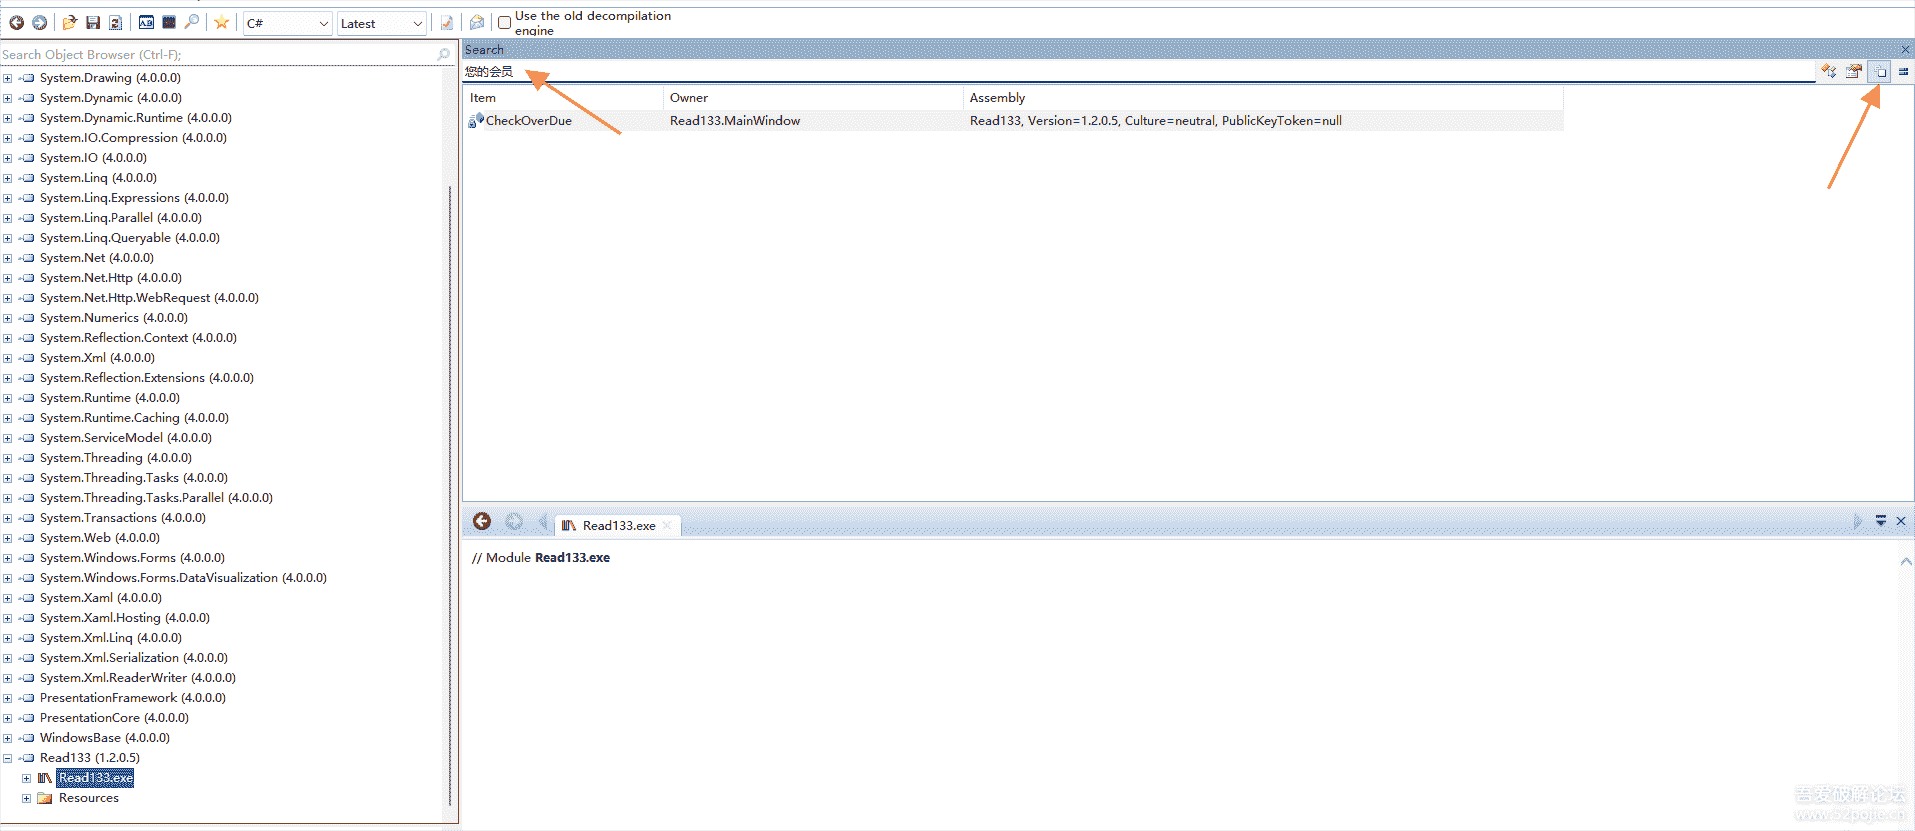 C#
Latest
Use the old decompilation
engine
Search Object Browser (Ctrl-F);
System.Drawing (4.0.0.0)
System.Dynamic (4.0.0.0)
System.Dynamic.Runtime (4.0.0.0)
System.IO.Compression (4.0.0.0)
System.IO (4.0.0.0)
System.Linq (4.0.0.0)
System.Linq.Expressions (4.0.0.0)
System.Linq.Parallel (4.0.0.0)
System.Linq.Queryable (4.0.0.0)
System.Net (4.0.0.0)
System.Net.Http (4.0.0.0)
System.Net.Http.WebRequest (4.0.0.0)
System.Numerics (4.0.0.0)
System.Reflection.Context (4.0.0.0)
System.Xml (4.0.0.0)
System.Reflection.Extensions (4.0.0.0)
System.Runtime (4.0.0.0)
System.Runtime.Caching (4.0.0.0)
System.ServiceModel (4.0.0.0)
System.Threading (4.0.0.0)
System.Threading.Tasks (4.0.0.0)
System.Threading.Tasks.Parallel (4.0.0.0)
System.Transactions (4.0.0.0)
System.Web (4.0.0.0)
System.Windows.Forms (4.0.0.0)
System.Windows.Forms.DataVisualization (4.0.0.0)
System.Xaml (4.0.0.0)
System.Xaml.Hosting (4.0.0.0)
System.Xml.Linq (4.0.0.0)
System.Xml.Serialization (4.0.0.0)
System.Xml.ReaderWriter (4.0.0.0)
PresentationFramework (4.0.0.0)
PresentationCore (4.0.0.0)
WindowsBase (4.0.0.0)
Read133 (1.2.0.5)
Read133.exe
Resources
Search
您的会员
Item Owner Assembly
CheckOverDue Read133.MainWindow Read133, Version=1.2.0.5, Culture=neutral, PublicKeyToken=null
Read133.exe
// Module Read133.exe
吾爱破解论坛
www.52pojie.cn